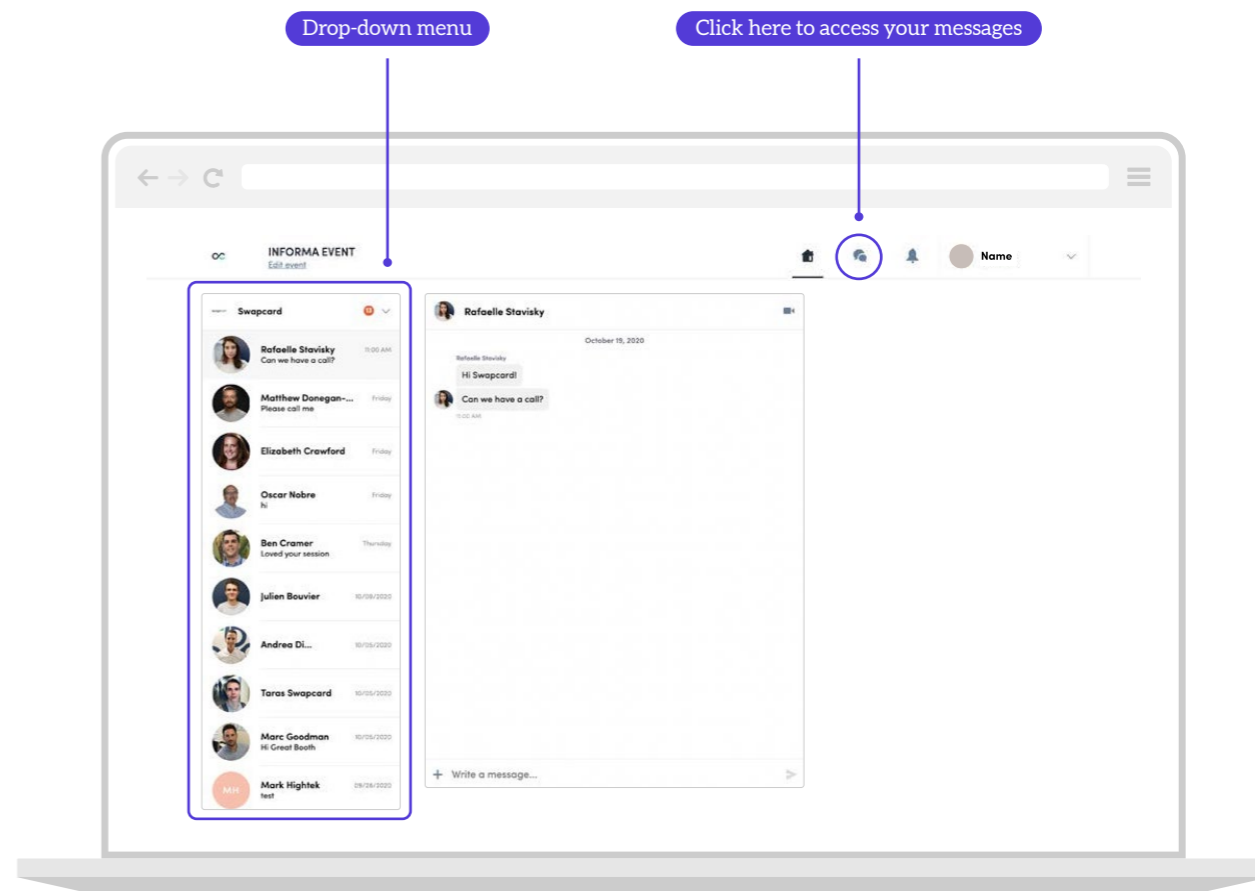 Drop-down menu
Click here to access your messages
INFORMA EVENT
Edit event
Name
Swapcard
Rafaelle Stavisky 11:00 AM
Can we have a call?
Matthew Donegan-... Friday
Please call me
Elizabeth Crawford Friday
Oscar Nobre Friday
hi
Ben Cramer Thursday
Loved your session
Julien Bouvier
Andrea Di...
Taras Swapcard
Marc Goodman
Hi Great Booth
MH
Mark Hightek
test
Rafaelle Stavisky
October 19, 2020
Rafaelle Stavisky
Hi Swapcard!
Can we have a call?
11:02 AM
Write a message...